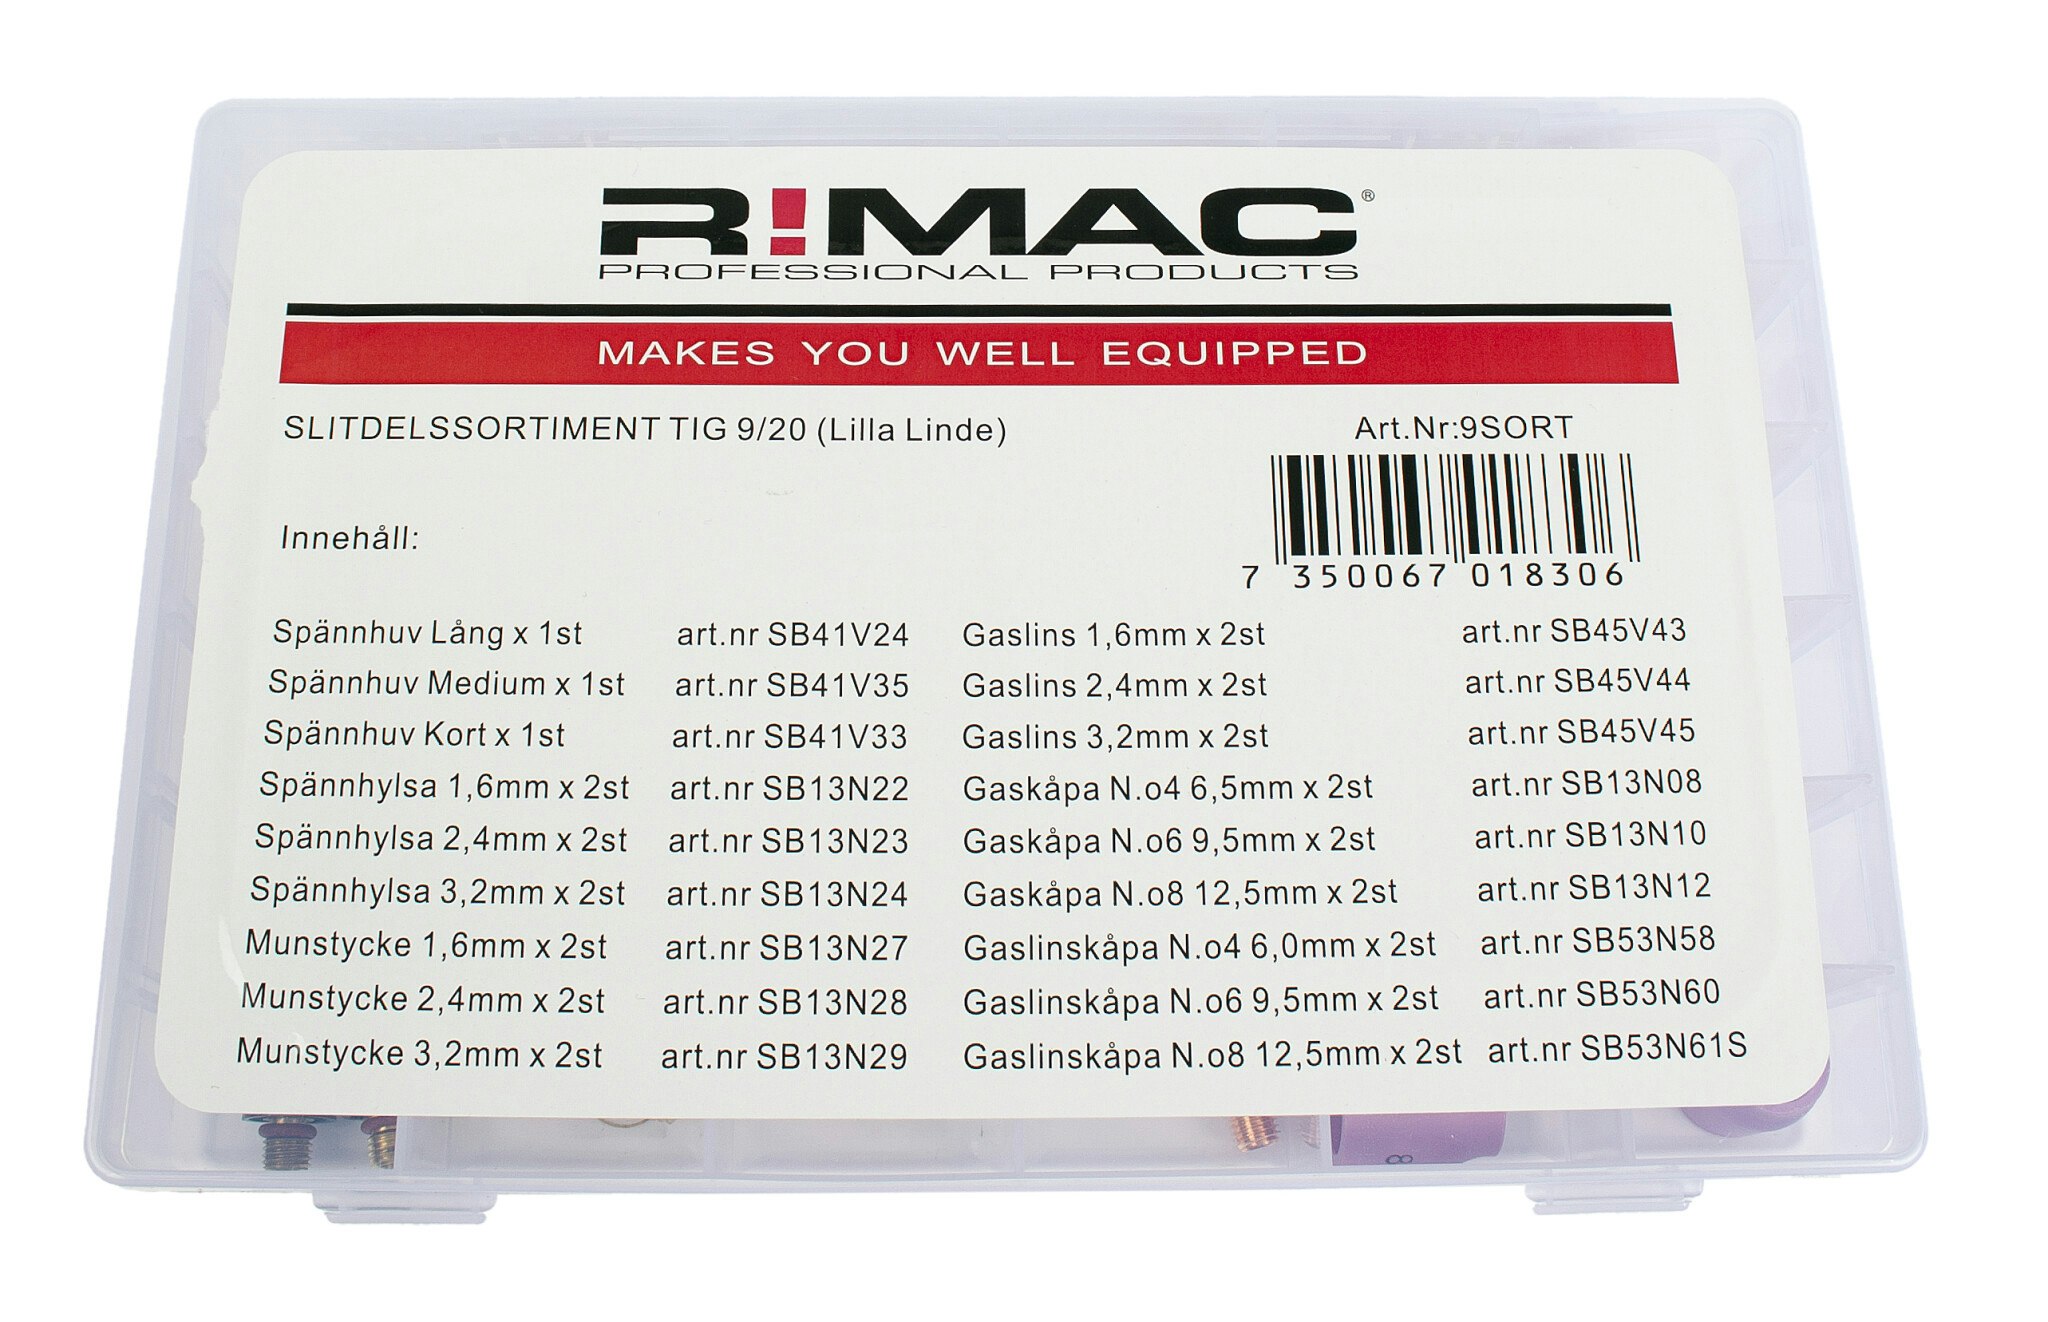 R!MAC®
PROFESSIONAL PRODUCTS
MAKES YOU WELL EQUIPPED
SLITDELSSORTIMENT TIG 9/20 (Lilla Linde)
Art.Nr:9SORT
7 350067 018306
Innehåll:
Spännhuv Lång x 1st art.nr SB41V24
Spännhuv Medium x 1st art.nr SB41V35
Spännhuv Kort x 1st art.nr SB41V33
Spännhylsa 1,6mm x 2st art.nr SB13N22
Spännhylsa 2,4mm x 2st art.nr SB13N23
Spännhylsa 3,2mm x 2st art.nr SB13N24
Munstycke 1,6mm x 2st art.nr SB13N27
Munstycke 2,4mm x 2st art.nr SB13N28
Munstycke 3,2mm x 2st art.nr SB13N29
Gaslins 1,6mm x 2st art.nr SB45V43
Gaslins 2,4mm x 2st art.nr SB45V44
Gaslins 3,2mm x 2st art.nr SB45V45
Gaskåpa N.o4 6,5mm x 2st art.nr SB13N08
Gaskåpa N.o6 9,5mm x 2st art.nr SB13N10
Gaskåpa N.o8 12,5mm x 2st art.nr SB13N12
Gaslinskåpa N.o4 6,0mm x 2st art.nr SB53N58
Gaslinskåpa N.o6 9,5mm x 2st art.nr SB53N60
Gaslinskåpa N.o8 12,5mm x 2st art.nr SB53N61S
8